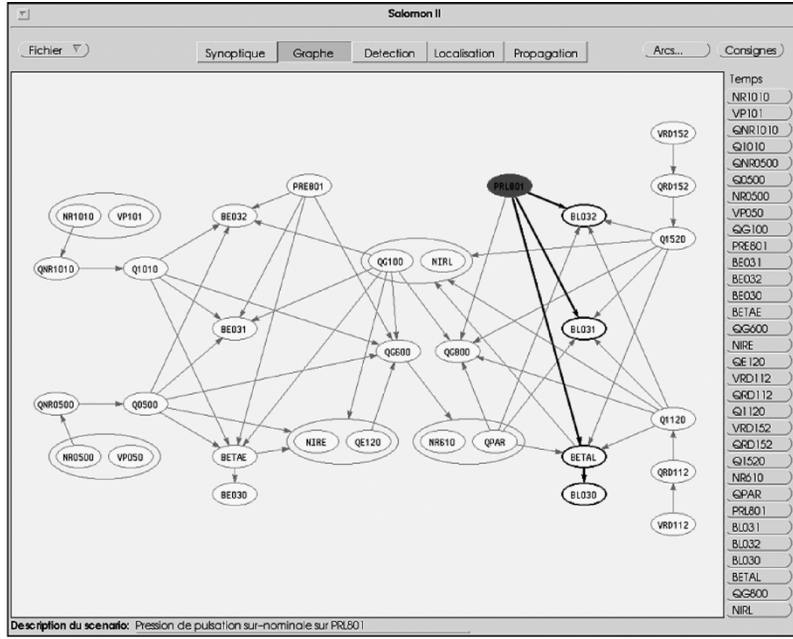 Salomon II
Fichier Synoptique Graphe Detection Localisation Propagation Arcs... Consignes
Temps
NR1010
VP101
QNR1010
Q1010
QNR0500
Q0500
NR0500
VP050
QG100
PRE801
BE031
BE032
BE030
BETAE
QG600
NIRE
QE120
VRD112
QRD112
Q1120
VRD152
QRD152
Q1520
NR610
QPAR
PRL801
BL031
BL032
BL030
BETAL
QG800
NIRL
VRD152
PRE801 PRL801 QRD152
NR1010 VP101 BE032 BL032
Q1520
QNR1010 Q1010 QG100 NIRL
BE031 BL031
QG600 QG800
QNR0500 Q0500
Q1120
NR0500 VP050 BETAE NIRE QE120 NR610 QPAR BETAL
QRD112
BE030 BL030
VRD112
Description du scenario: Pression de pulsation sur-nominale sur PRL801